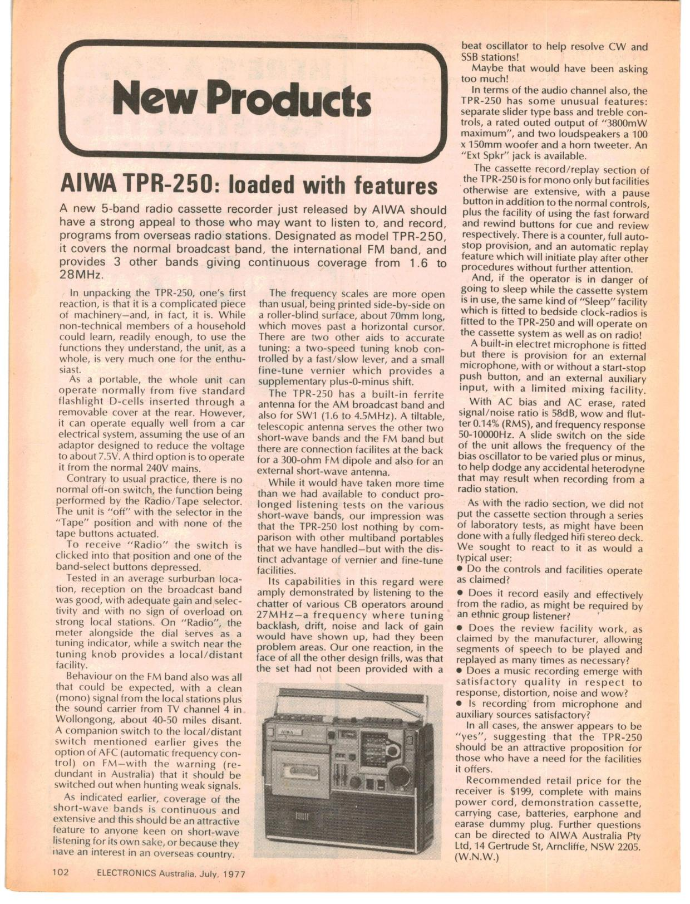 New Products
AIWA TPR-250: loaded with features
A new 5-band radio cassette recorder just released by AIWA should
have a strong appeal to those who may want to listen to, and record,
programs from overseas radio stations. Designated as model TPR-250,
it covers the normal broadcast band, the international FM band, and
provides 3 other bands giving continuous coverage from 1.6 to
28MHz.
In unpacking the TPR-250, one's first
reaction, is that it is a complicated piece
of machinery—and, in fact, it is. While
non-technical members of a household
could learn, readily enough, to use the
functions they understand, the unit, as a
whole, is very much one for the enthu-
siast.
As a portable, the whole unit can
operate normally from five standard
flashlight D-cells inserted through a
removable cover at the rear. However,
it can operate equally well from a car
electrical system, assuming the use of an
adaptor designed to reduce the voltage
to about 7.5V. A third option is to operate
it from the normal 240V mains.
Contrary to usual practice, there is no
normal off-on switch, the function being
performed by the Radio/Tape selector.
The unit is "off" with the selector in the
"Tape" position and with none of the
tape buttons actuated.
To receive "Radio" the switch is
clicked into that position and one of the
band-select buttons depressed.
Tested in an average surburban loca-
tion, reception on the broadcast band
was good, with adequate gain and selec-
tivity and with no sign of overload on
strong local stations. On "Radio", the
meter alongside the dial serves as a
tuning indicator, while a switch near the
tuning knob provides a local/distant
facility.
Behaviour on the FM band also was all
that could be expected, with a clean
(mono) signal from the local stations plus
the sound carrier from TV channel 4 in
Wollongong, about 40-50 miles disant.
A companion switch to the local/distant
switch mentioned earlier gives the
option of AFC (automatic frequency con-
trol) on FM—with the warning (re-
dundant in Australia) that it should be
switched out when hunting weak signals.
As indicated earlier, coverage of the
short-wave bands is continuous and
extensive and this should be an attractive
feature to anyone keen on short-wave
listening for its own sake, or because they
have an interest in an overseas country.
The frequency scales are more open
than usual, being printed side-by-side on
a roller-blind surface, about 70mm long,
which moves past a horizontal cursor.
There are two other aids to accurate
tuning: a two-speed tuning knob con-
trolled by a fast/slow lever, and a small
fine-tune vernier which provides a
supplementary plus-0-minus shift.
The TPR-250 has a built-in ferrite
antenna for the AM broadcast band and
also for SW1 (1.6 to 4.5MHz). A tiltable,
telescopic antenna serves the other two
short-wave bands and the FM band but
there are connection facilites at the back
for a 300-ohm FM dipole and also for an
external short-wave antenna.
While it would have taken more time
than we had available to conduct pro-
longed listening tests on the various
short-wave bands, our impression was
that the TPR-250 lost nothing by com-
parison with other multiband portables
that we have handled—but with the dis-
tinct advantage of vernier and fine-tune
facilities.
Its capabilities in this regard were
amply demonstrated by listening to the
chatter of various CB operators around
27MHz—a frequency where tuning
backlash, drift, noise and lack of gain
would have shown up, had they been
problem areas. Our one reaction, in the
face of all the other design frills, was that
the set had not been provided with a
beat oscillator to help resolve CW and
SSB stations!
Maybe that would have been asking
too much!
In terms of the audio channel also, the
TPR-250 has some unusual features:
separate slider type bass and treble con-
trols, a rated outed output of "3800mW
maximum", and two loudspeakers a 100
x 150mm woofer and a horn tweeter. An
"Ext Spkr" jack is available.
The cassette record/replay section of
the TPR-250 is for mono only but facilities
otherwise are extensive, with a pause
button in addition to the normal controls,
plus the facility of using the fast forward
and rewind buttons for cue and review
respectively. There is a counter, full auto-
stop provision, and an automatic replay
feature which will initiate play after other
procedures without further attention.
And, if the operator is in danger of
going to sleep while the cassette system
is in use, the same kind of "Sleep" facility
which is fitted to bedside clock-radios is
fitted to the TPR-250 and will operate on
the cassette system as well as on radio!
A built-in electret microphone is fitted
but there is provision for an external
microphone, with or without a start-stop
push button, and an external auxiliary
input, with a limited mixing facility.
With AC bias and AC erase, rated
signal/noise ratio is 58dB, wow and flut-
ter 0.14% (RMS), and frequency response
50-10000Hz. A slide switch on the side
of the unit allows the frequency of the
bias oscillator to be varied plus or minus,
to help dodge any accidental heterodyne
that may result when recording from a
radio station.
As with the radio section, we did not
put the cassette section through a series
of laboratory tests, as might have been
done with a fully fledged hifi stereo deck.
We sought to react to it as would a
typical user:
● Do the controls and facilities operate
as claimed?
● Does it record easily and effectively
from the radio, as might be required by
an ethnic group listener?
● Does the review facility work, as
claimed by the manufacturer, allowing
segments of speech to be played and
replayed as many times as necessary?
● Does a music recording emerge with
satisfactory quality in respect to
response, distortion, noise and wow?
● Is recording from microphone and
auxiliary sources satisfactory?
In all cases, the answer appears to be
"yes", suggesting that the TPR-250
should be an attractive proposition for
those who have a need for the facilities
it offers.
Recommended retail price for the
receiver is $199, complete with mains
power cord, demonstration cassette,
carrying case, batteries, earphone and
earase dummy plug. Further questions
can be directed to AIWA Australia Pty
Ltd, 14 Gertrude St, Arncliffe, NSW 2205.
(W.N.W.)
102 ELECTRONICS Australia, July, 1977